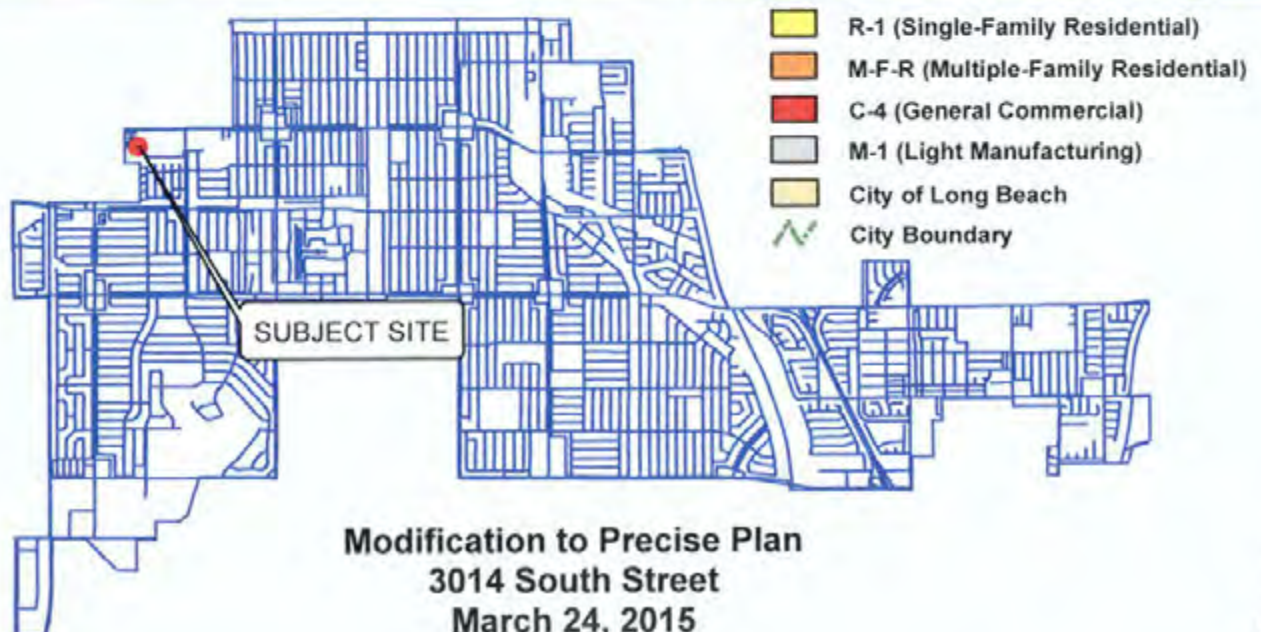 R-1 (Single-Family Residential)
M-F-R (Multiple-Family Residential)
C-4 (General Commercial)
M-1 (Light Manufacturing)
City of Long Beach
City Boundary
SUBJECT SITE
Modification to Precise Plan
3014 South Street
March 24, 2015